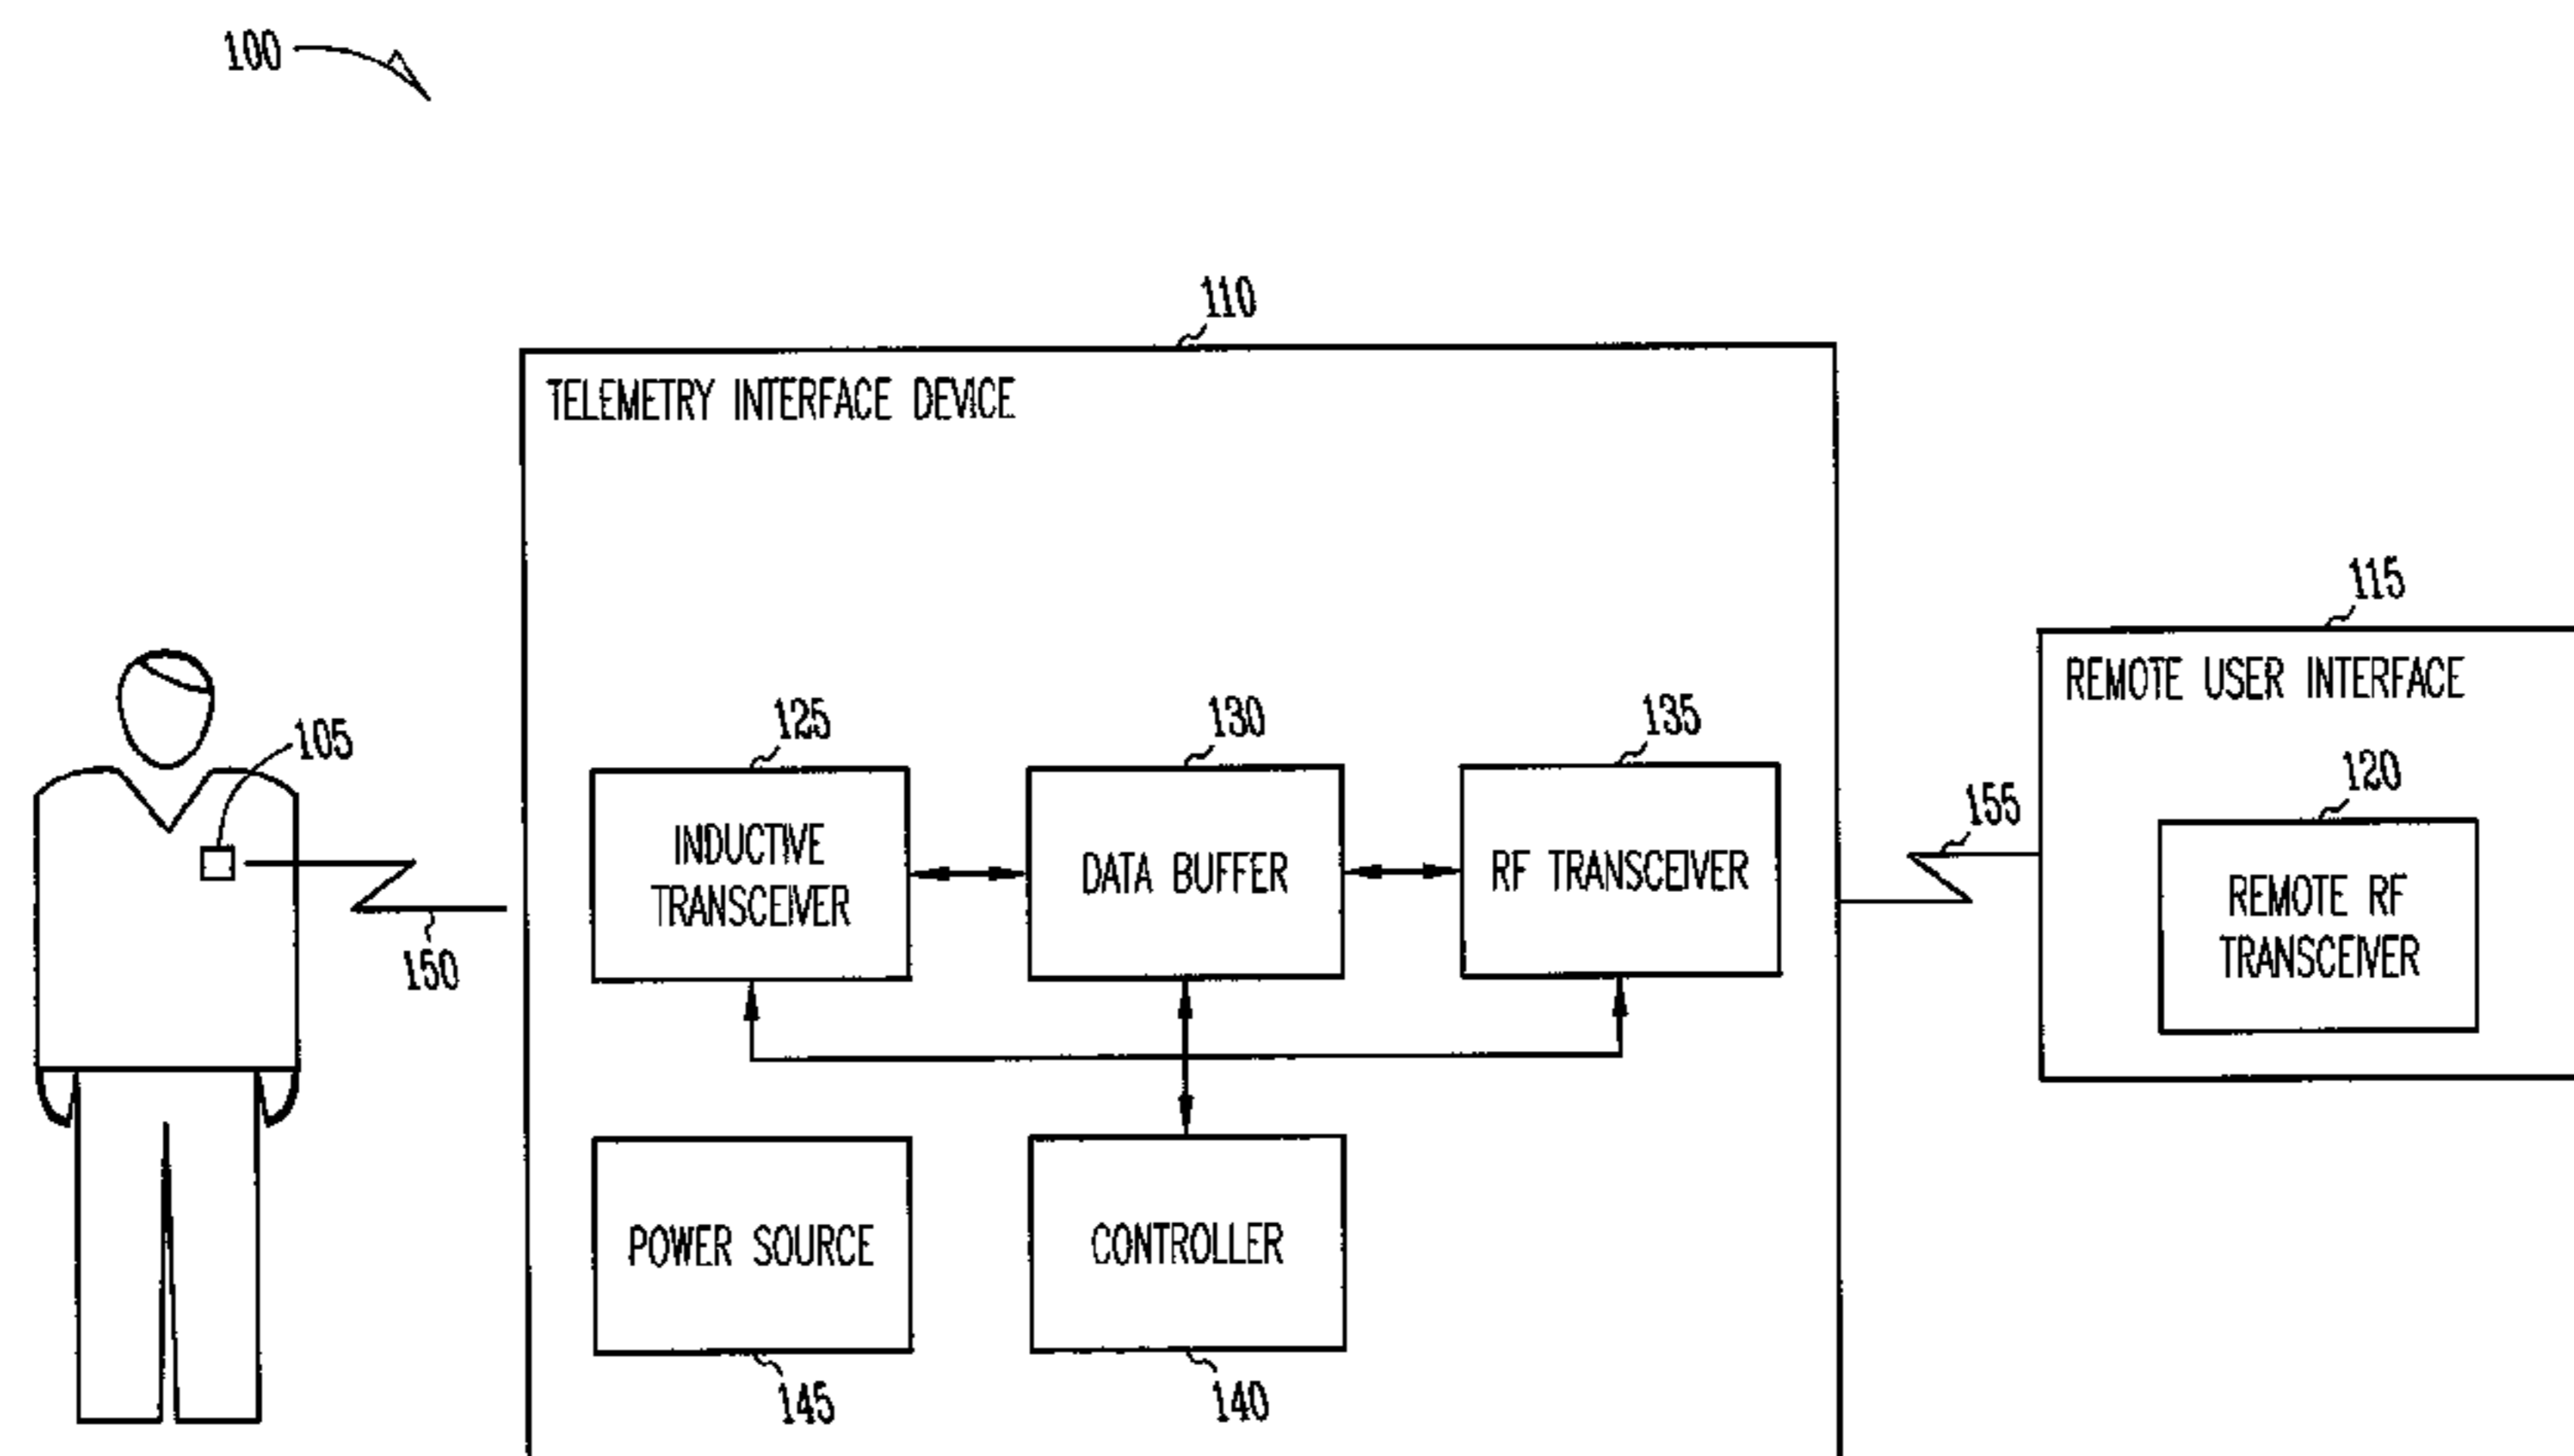 100
110
TELEMETRY INTERFACE DEVICE
115
REMOTE USER INTERFACE
105
125
130
135
120
155
INDUCTIVE
TRANSCEIVER
DATA BUFFER
RF TRANSCEIVER
REMOTE RF
TRANSCEIVER
150
POWER SOURCE
CONTROLLER
145
140